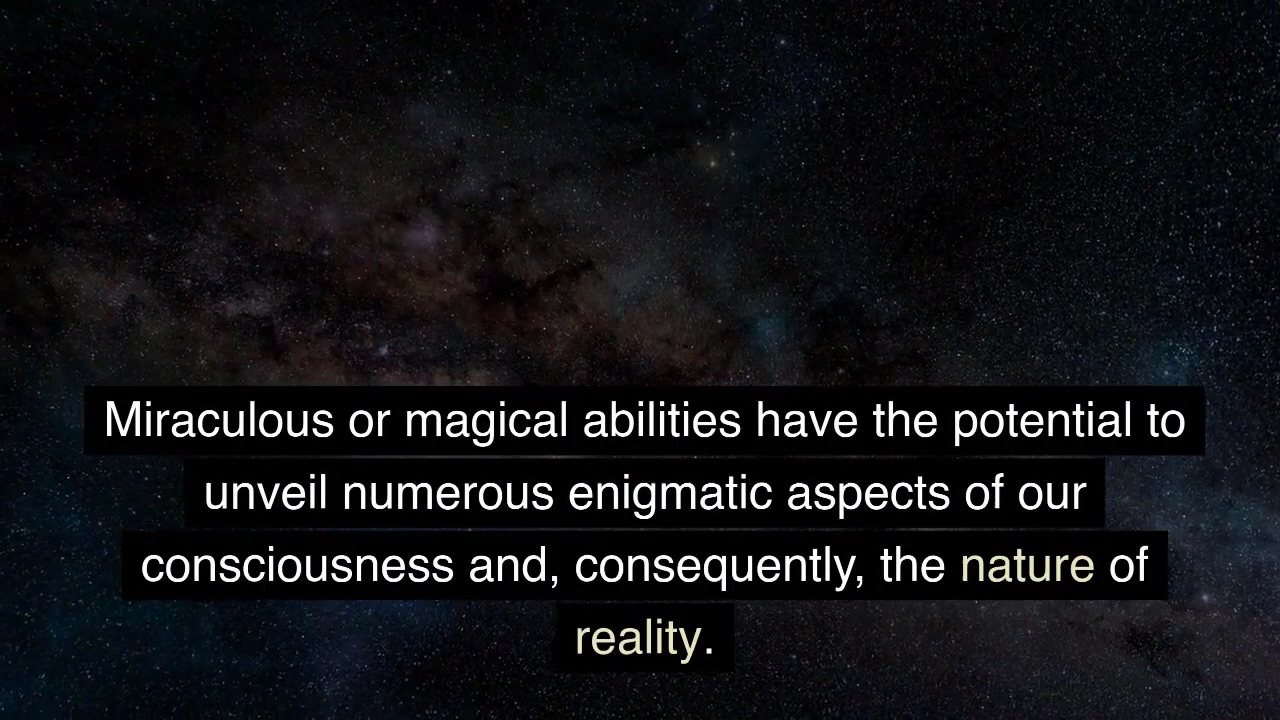 Miraculous or magical abilities have the potential to
unveil numerous enigmatic aspects of our
consciousness and, consequently, the nature of
reality.